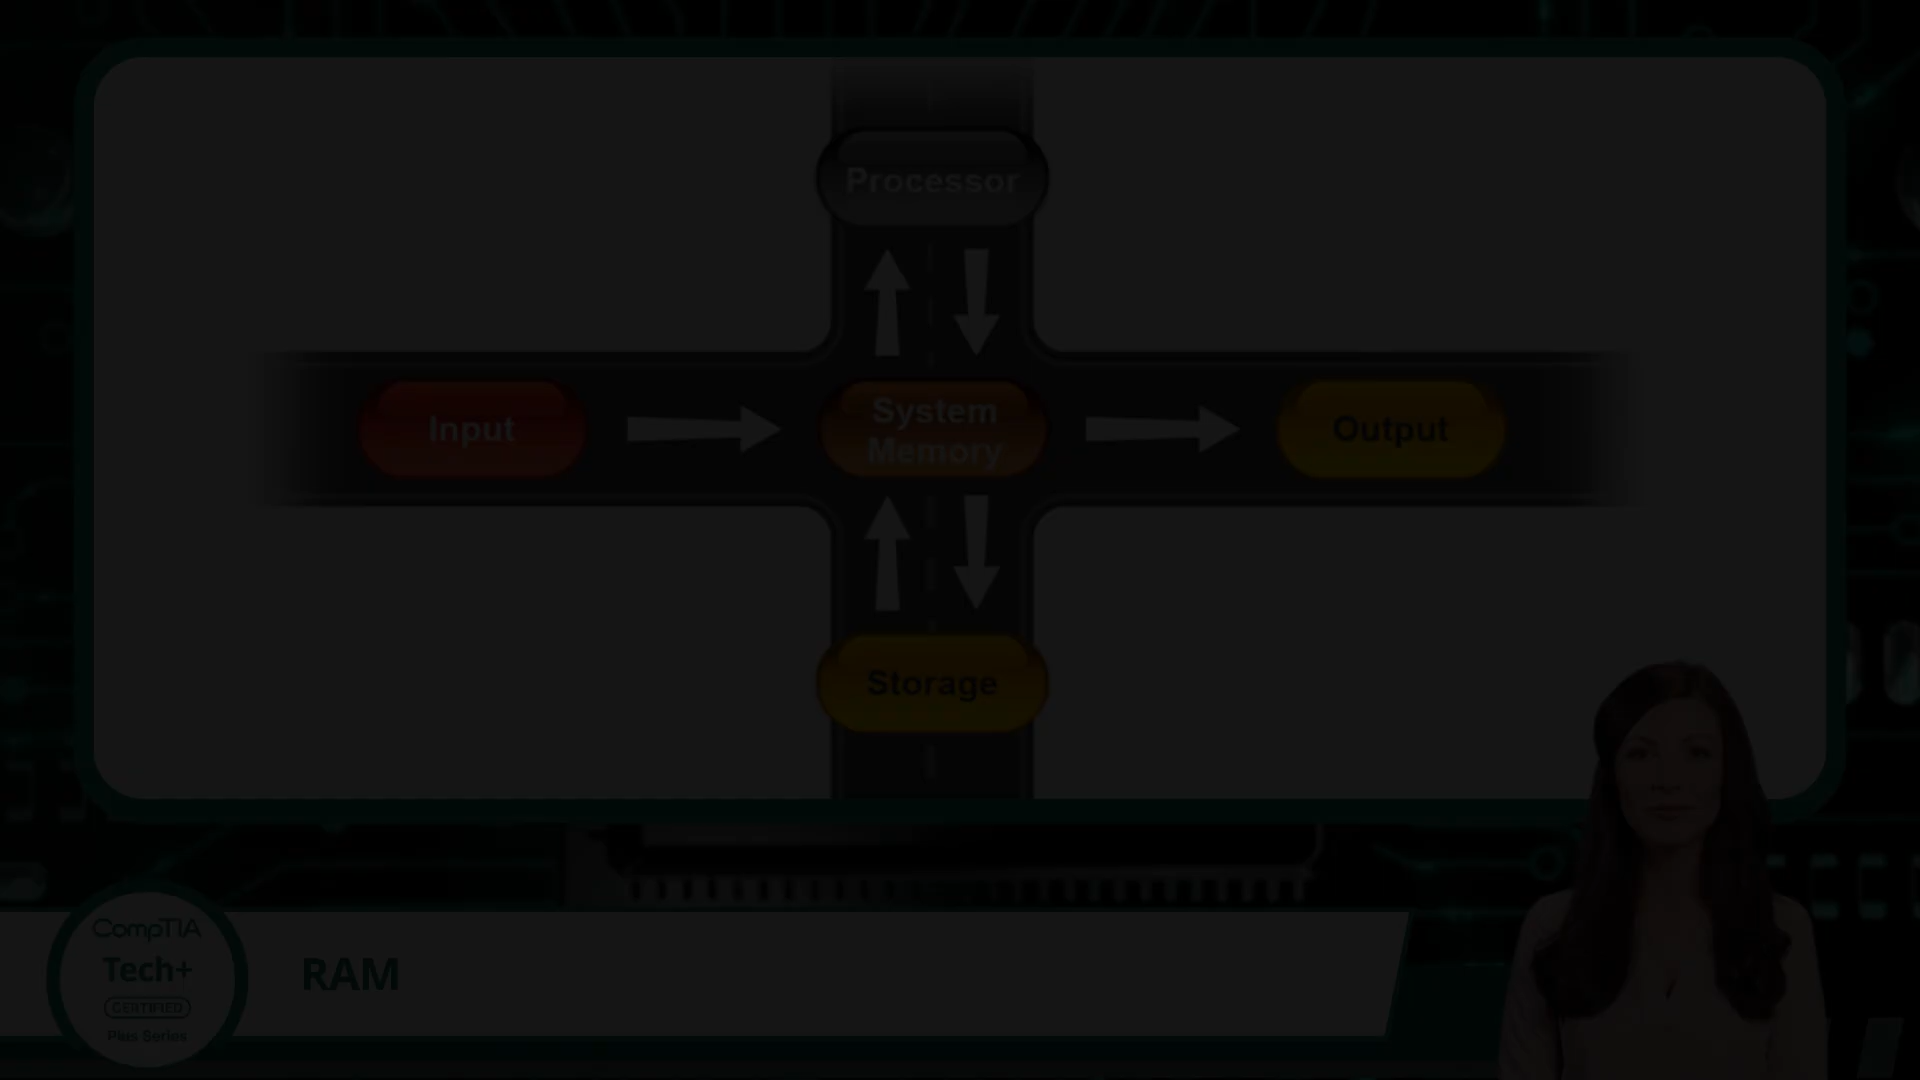 Processor
Input
System
Memory
Output
Storage
CompTIA
Tech+
CERTIFIED
Plus Series
RAM